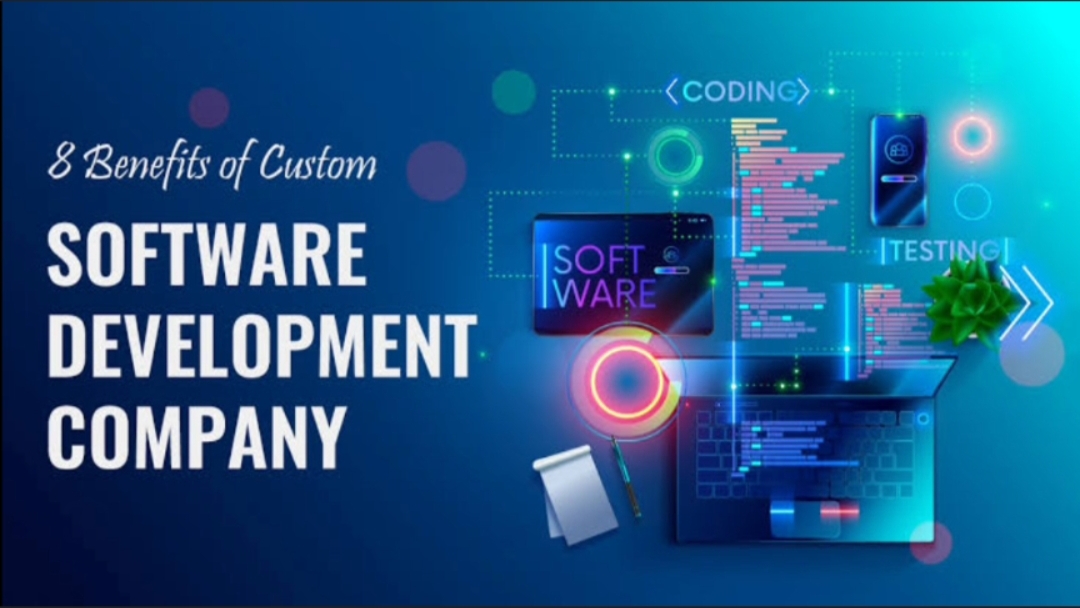 8 Benefits of Custom
SOFTWARE
DEVELOPMENT
COMPANY
CODING
SOFT
WARE
TESTING